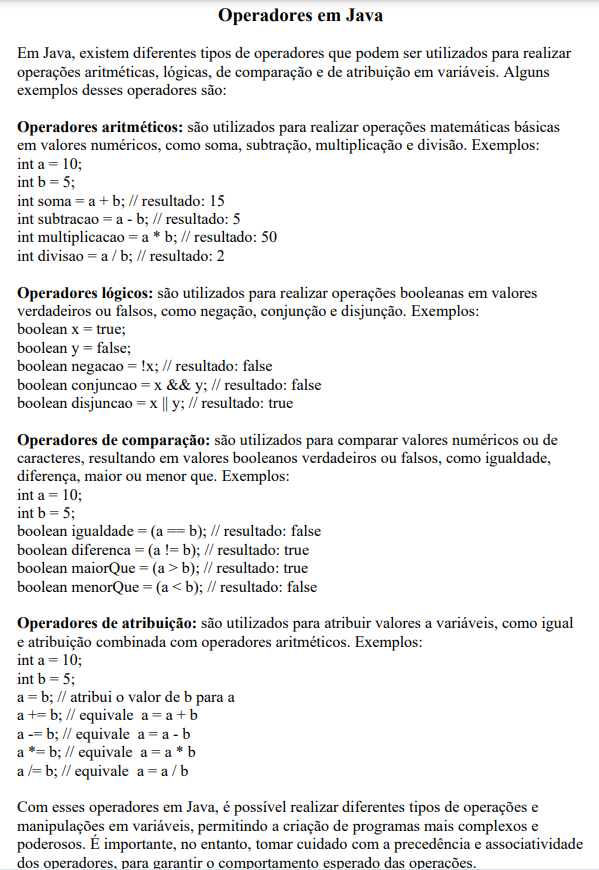 Operadores em Java
Em Java, existem diferentes tipos de operadores que podem ser utilizados para realizar
operações aritméticas, lógicas, de comparação e de atribuição em variáveis. Alguns
exemplos desses operadores são:
Operadores aritméticos: são utilizados para realizar operações matemáticas básicas
em valores numéricos, como soma, subtração, multiplicação e divisão. Exemplos:
int a = 10;
int b = 5;
int soma = a + b; // resultado: 15
int subtracao = a - b; // resultado: 5
int multiplicacao = a * b; // resultado: 50
int divisao = a / b; // resultado: 2
Operadores lógicos: são utilizados para realizar operações booleanas em valores
verdadeiros ou falsos, como negação, conjunção e disjunção. Exemplos:
boolean x = true;
boolean y = false;
boolean negacao = !x; // resultado: false
boolean conjuncao = x && y; // resultado: false
boolean disjuncao = x || y; // resultado: true
Operadores de comparação: são utilizados para comparar valores numéricos ou de
caracteres, resultando em valores booleanos verdadeiros ou falsos, como igualdade,
diferença, maior ou menor que. Exemplos:
int a = 10;
int b = 5;
boolean igualdade = (a == b); // resultado: false
boolean diferenca = (a != b); // resultado: true
boolean maiorQue = (a > b); // resultado: true
boolean menorQue = (a < b); // resultado: false
Operadores de atribuição: são utilizados para atribuir valores a variáveis, como igual
e atribuição combinada com operadores aritméticos. Exemplos:
int a = 10;
int b = 5;
a = b; // atribui o valor de b para a
a += b; // equivale  a = a + b
a -= b; // equivale  a = a - b
a *= b; // equivale  a = a * b
a /= b; // equivale  a = a / b
Com esses operadores em Java, é possível realizar diferentes tipos de operações e
manipulações em variáveis, permitindo a criação de programas mais complexos e
poderosos. É importante, no entanto, tomar cuidado com a precedência e associatividade
dos operadores, para garantir o comportamento esperado das operações.